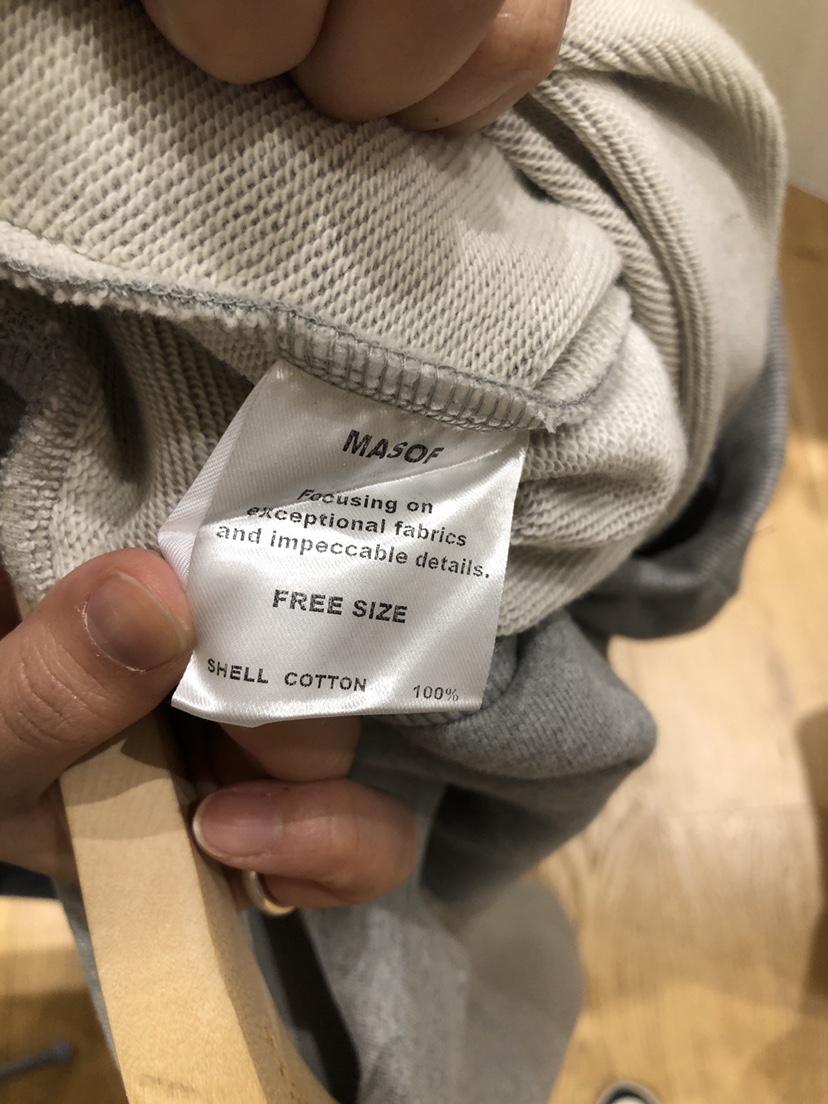 MASOF
Focusing on
exceptional fabrics
and impeccable details.
FREE SIZE
SHELL COTTON 100%